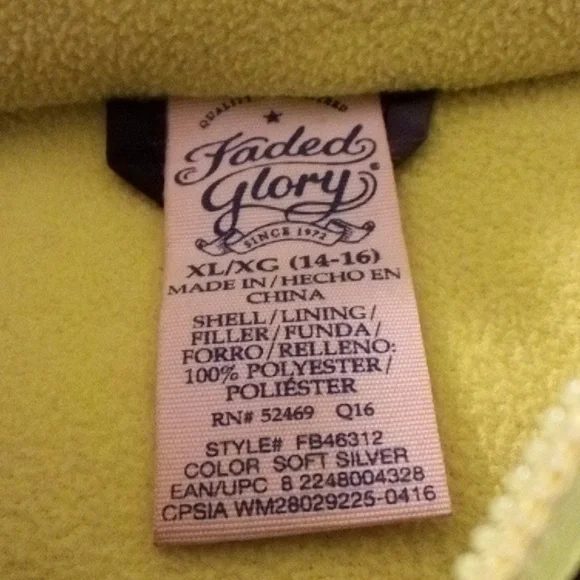 QUALITY
Faded
Glory®
SINCE 1972
XL/XG (14-16)
MADE IN/HECHO EN
CHINA
SHELL/LINING/
FILLER/FUNDA/
FORRO/RELLENO:
100% POLYESTER/
POLIÉSTER
RN# 52469 Q16
STYLE# FB46312
COLOR SOFT SILVER
EAN/UPC 8 2248004328
CPSIA WM28029225-0416